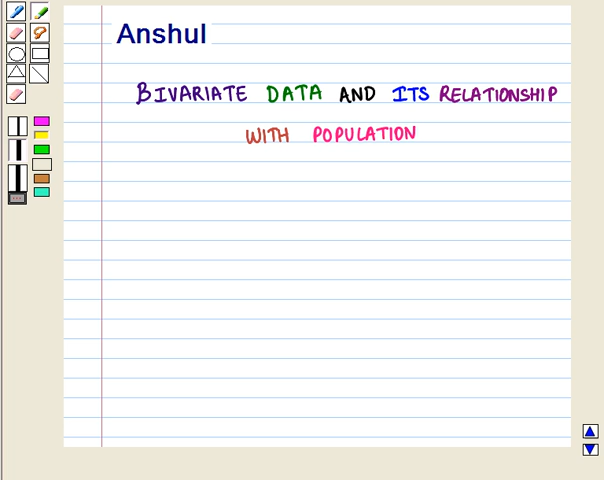 Anshul
BIVARIATE DATA AND ITS RELATIONSHIP
WITH POPULATION